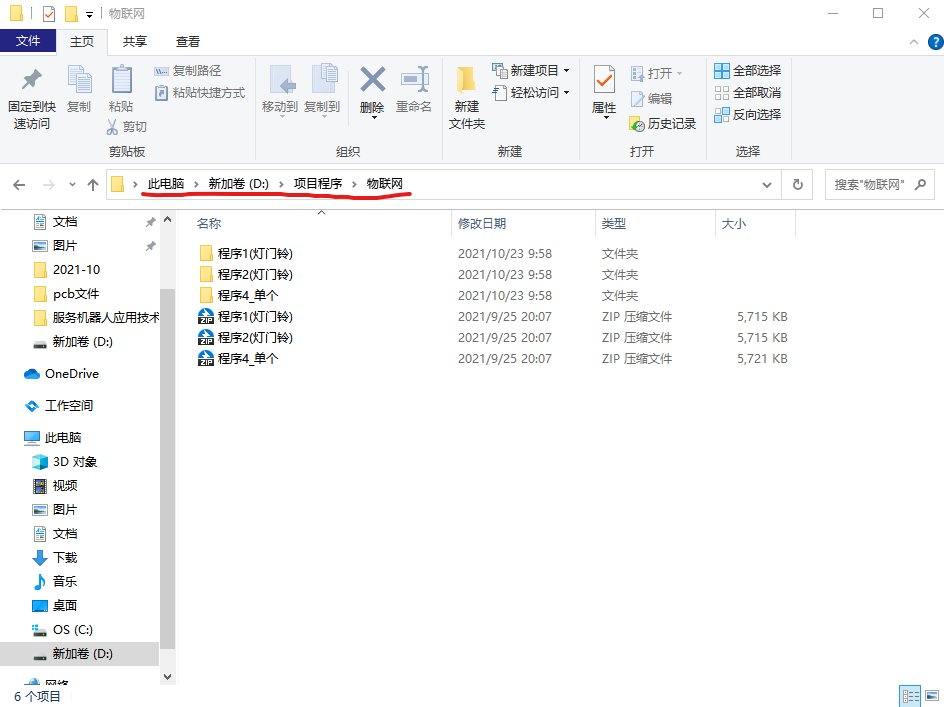 物联网
文件 主页 共享 查看
固定到快速访问
复制
粘贴
复制路径
粘贴快捷方式
剪切
剪贴板
移动到
复制到
删除
重命名
组织
新建文件夹
新建项目
轻松访问
新建
属性
打开
编辑
历史记录
打开
全部选择
全部取消
反向选择
选择
此电脑 > 新加卷 (D:) > 项目程序 > 物联网
搜索"物联网"
文档
图片
2021-10
pcb文件
服务机器人应用技术
新加卷 (D:)
OneDrive
工作空间
此电脑
3D 对象
视频
图片
文档
下载
音乐
桌面
OS (C:)
新加卷 (D:)
网络
名称 修改日期 类型 大小
程序1(灯门铃) 2021/10/23 9:58 文件夹
程序2(灯门铃) 2021/10/23 9:58 文件夹
程序4_单个 2021/10/23 9:58 文件夹
ZIP 程序1(灯门铃) 2021/9/25 20:07 ZIP 压缩文件 5,715 KB
ZIP 程序2(灯门铃) 2021/9/25 20:07 ZIP 压缩文件 5,715 KB
ZIP 程序4_单个 2021/9/25 20:07 ZIP 压缩文件 5,721 KB
6 个项目